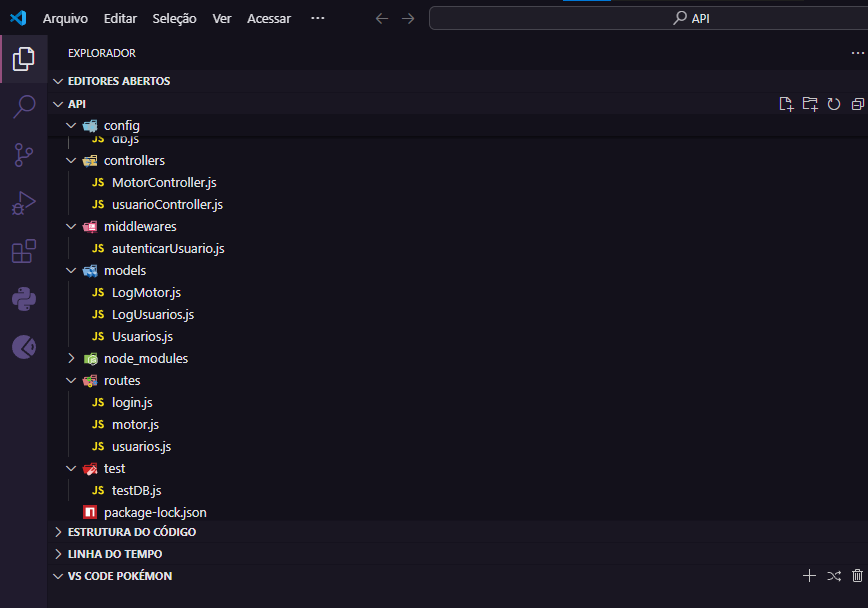 Arquivo Editar Seleção Ver Acessar ··· API
EXPLORADOR ···
EDITORES ABERTOS
API
config
JS db.js
controllers
JS MotorController.js
JS usuarioController.js
middlewares
JS autenticarUsuario.js
models
JS LogMotor.js
JS LogUsuarios.js
JS Usuarios.js
node_modules
routes
JS login.js
JS motor.js
JS usuarios.js
test
JS testDB.js
package-lock.json
ESTRUTURA DO CÓDIGO
LINHA DO TEMPO
VS CODE POKÉMON